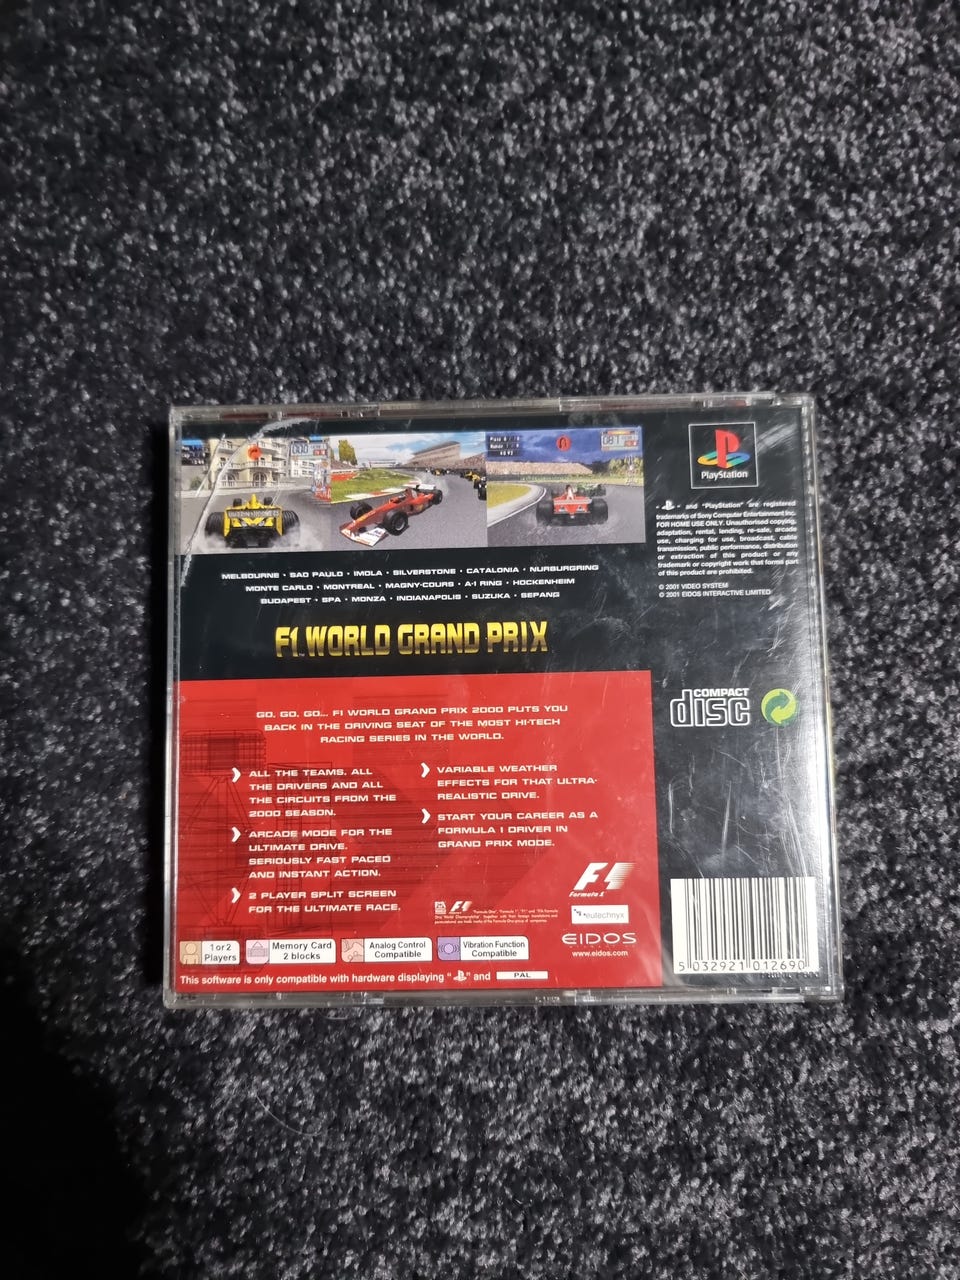 PlayStation
" " and "PlayStation" are registered
trademarks of Sony Computer Entertainment Inc.
FOR HOME USE ONLY. Unauthorised copying,
adaptation, rental, lending, re-sale, arcade
use, charging for use, broadcast, cable
transmission, public performance, distribution
or extraction of this product or any
trademark or copyright work that forms part
of this product are prohibited.
© 2001 VIDEO SYSTEM
© 2001 EIDOS INTERACTIVE LIMITED
MELBOURNE · SAO PAULO · IMOLA · SILVERSTONE · CATALONIA · NURBURGRING
MONTE CARLO · MONTREAL · MAGNY-COURS · A-1 RING · HOCKENHEIM
BUDAPEST · SPA · MONZA · INDIANAPOLIS · SUZUKA · SEPANG
F1 WORLD GRAND PRIX
COMPACT
disc
GO, GO, GO... F1 WORLD GRAND PRIX 2000 PUTS YOU
BACK IN THE DRIVING SEAT OF THE MOST HI-TECH
RACING SERIES IN THE WORLD.
ALL THE TEAMS, ALL
THE DRIVERS AND ALL
THE CIRCUITS FROM THE
2000 SEASON.
ARCADE MODE FOR THE
ULTIMATE DRIVE.
SERIOUSLY FAST PACED
AND INSTANT ACTION.
2 PLAYER SPLIT SCREEN
FOR THE ULTIMATE RACE.
VARIABLE WEATHER
EFFECTS FOR THAT ULTRA-
REALISTIC DRIVE.
START YOUR CAREER AS A
FORMULA 1 DRIVER IN
GRAND PRIX MODE.
F1
Formula 1
eutechnyx
EIDOS
www.eidos.com
1 or 2
Players
Memory Card
2 blocks
Analog Control
Compatible
Vibration Function
Compatible
This software is only compatible with hardware displaying " " and PAL
5 032921 012690